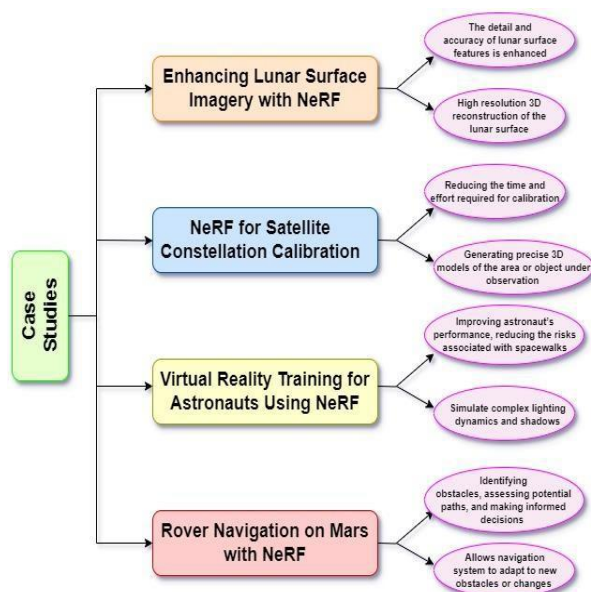 Case
Studies
Enhancing Lunar Surface
Imagery with NeRF
The detail and
accuracy of lunar surface
features is enhanced
High resolution 3D
reconstruction of the
lunar surface
NeRF for Satellite
Constellation Calibration
Reducing the time and
effort required for calibration
Generating precise 3D
models of the area or object under
observation
Virtual Reality Training for
Astronauts Using NeRF
Improving astronaut's
performance, reducing the risks
associated with spacewalks
Simulate complex lighting
dynamics and shadows
Rover Navigation on Mars
with NeRF
Identifying
obstacles, assessing potential
paths, and making informed
decisions
Allows navigation
system to adapt to new
obstacles or changes